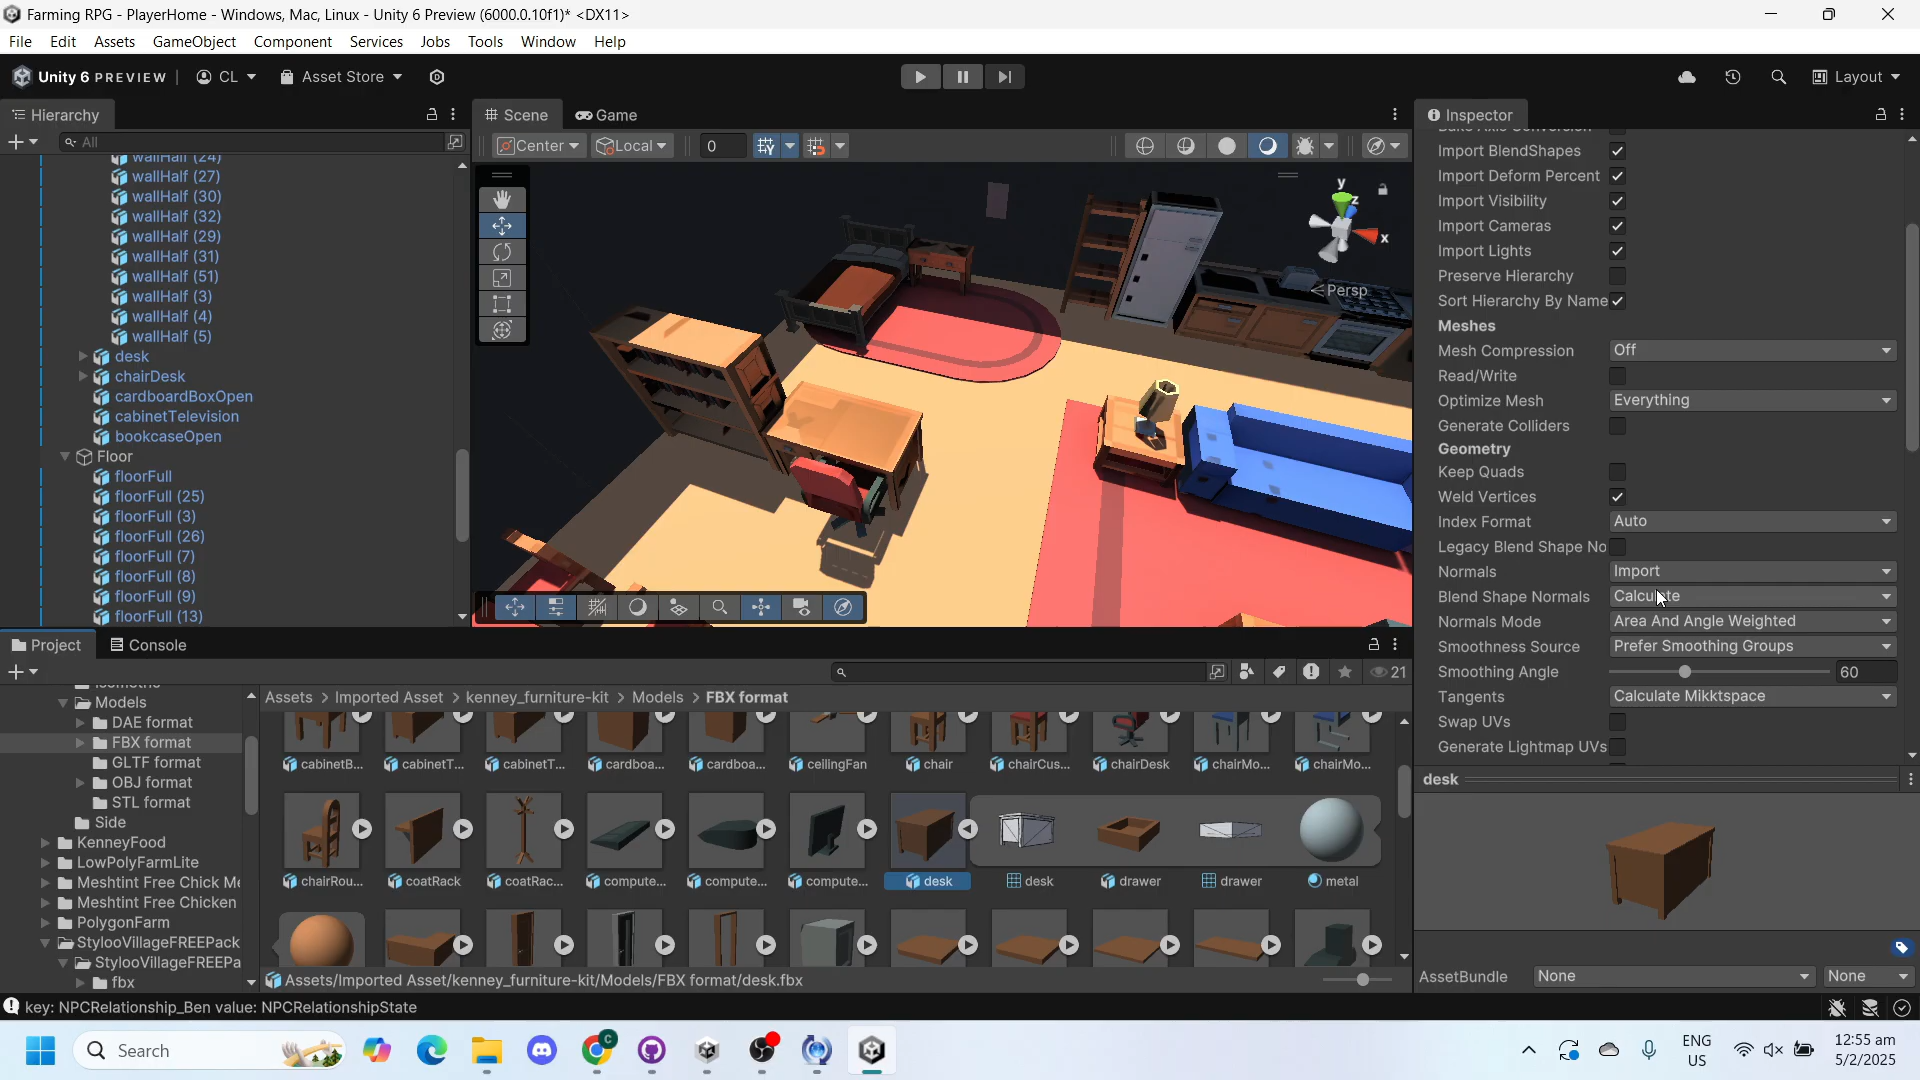 Farming RPG - PlayerHome - Windows, Mac, Linux - Unity 6 Preview (6000.0.10f1)* <DX11>
File Edit Assets GameObject Component Services Jobs Tools Window Help
Unity 6 PREVIEW CL Asset Store Layout
Hierarchy
Scene Game
Inspector
All
Center Local 0
wallHalf (24)
wallHalf (27)
wallHalf (30)
wallHalf (32)
wallHalf (29)
wallHalf (31)
wallHalf (51)
wallHalf (3)
wallHalf (4)
wallHalf (5)
desk
chairDesk
cardboardBoxOpen
cabinetTelevision
bookcaseOpen
Floor
floorFull
floorFull (25)
floorFull (3)
floorFull (26)
floorFull (7)
floorFull (8)
floorFull (9)
floorFull (13)
y
z
x
Persp
Bake Axis Conversion
Import BlendShapes
Import Deform Percent
Import Visibility
Import Cameras
Import Lights
Preserve Hierarchy
Sort Hierarchy By Name
Meshes
Mesh Compression Off
Read/Write
Optimize Mesh Everything
Generate Colliders
Geometry
Keep Quads
Weld Vertices
Index Format Auto
Legacy Blend Shape No
Normals Import
Blend Shape Normals Calculate
Normals Mode Area And Angle Weighted
Smoothness Source Prefer Smoothing Groups
Smoothing Angle 60
Tangents Calculate Mikktspace
Swap UVs
Generate Lightmap UVs
Project Console
21
Isometric
Models
DAE format
FBX format
GLTF format
OBJ format
STL format
Side
KenneyFood
LowPolyFarmLite
Meshtint Free Chick Me
Meshtint Free Chicken
PolygonFarm
StylooVillageFREEPack
StylooVillageFREEPa
fbx
Assets > Imported Asset > kenney_furniture-kit > Models > FBX format
cabinetB... cabinetT... cabinetT... cardboa... cardboa... ceilingFan chair chairCus... chairDesk chairMo... chairMo...
chairRou... coatRack coatRac... compute... compute... compute... desk desk drawer drawer metal
Assets/Imported Asset/kenney_furniture-kit/Models/FBX format/desk.fbx
desk
AssetBundle None None
key: NPCRelationship_Ben value: NPCRelationshipState
Search
C
ENG
US
12:55 am
5/2/2025